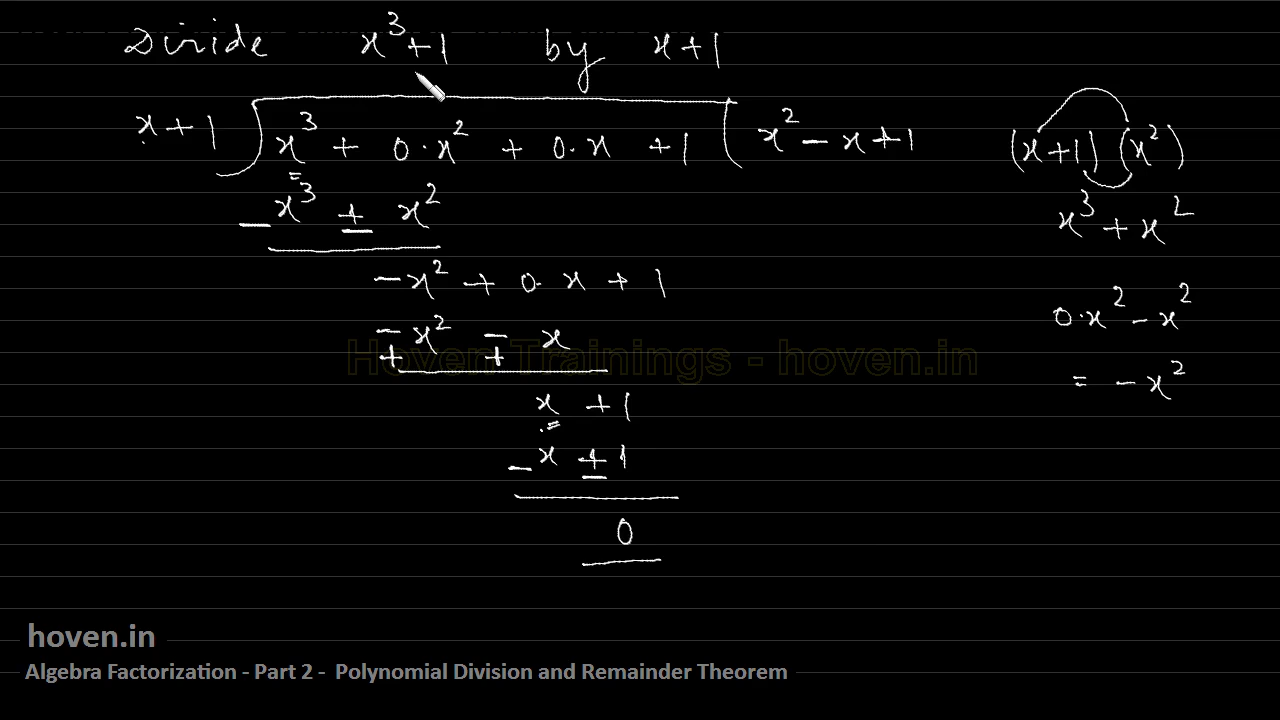 Divide x³+1 by x+1
x+1 ) x³ + 0·x² + 0·x + 1 ( x² - x + 1
(x+1) (x²)
- x³ + x²
x³ + x²
-x² + 0·x + 1
0·x² - x²
-x² - x
+ +
Hoven Trainings - hoven.in
= -x²
x + 1
- x + 1
-
0
hoven.in
Algebra Factorization - Part 2 - Polynomial Division and Remainder Theorem